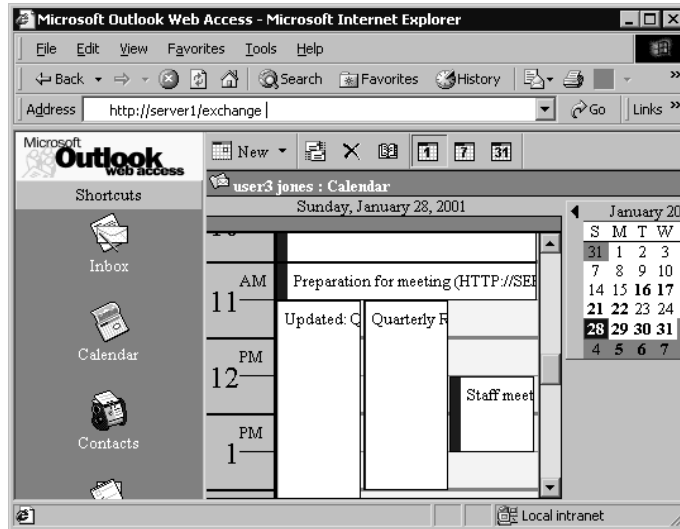 Microsoft Outlook Web Access - Microsoft Internet Explorer
File Edit View Favorites Tools Help
Back Search Favorites History »
Address http://server1/exchange Go Links »
Microsoft
Outlook
web access
New 1 7 31
Shortcuts
user3 jones : Calendar
Sunday, January 28, 2001
January 20
S M T W
31 1 2 3
7 8 9 10
14 15 16 17
21 22 23 24
28 29 30 31
4 5 6 7
Inbox
AM
11
Preparation for meeting (HTTP://SER
Updated: Q
Quarterly R
Calendar
PM
12
Staff meet
Contacts
PM
1
Local intranet